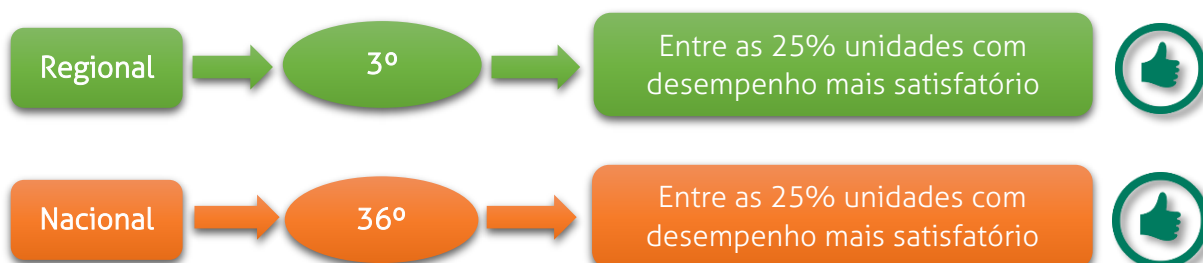 Regional
3º
Entre as 25% unidades com
desempenho mais satisfatório
Nacional
36º
Entre as 25% unidades com
desempenho mais satisfatório